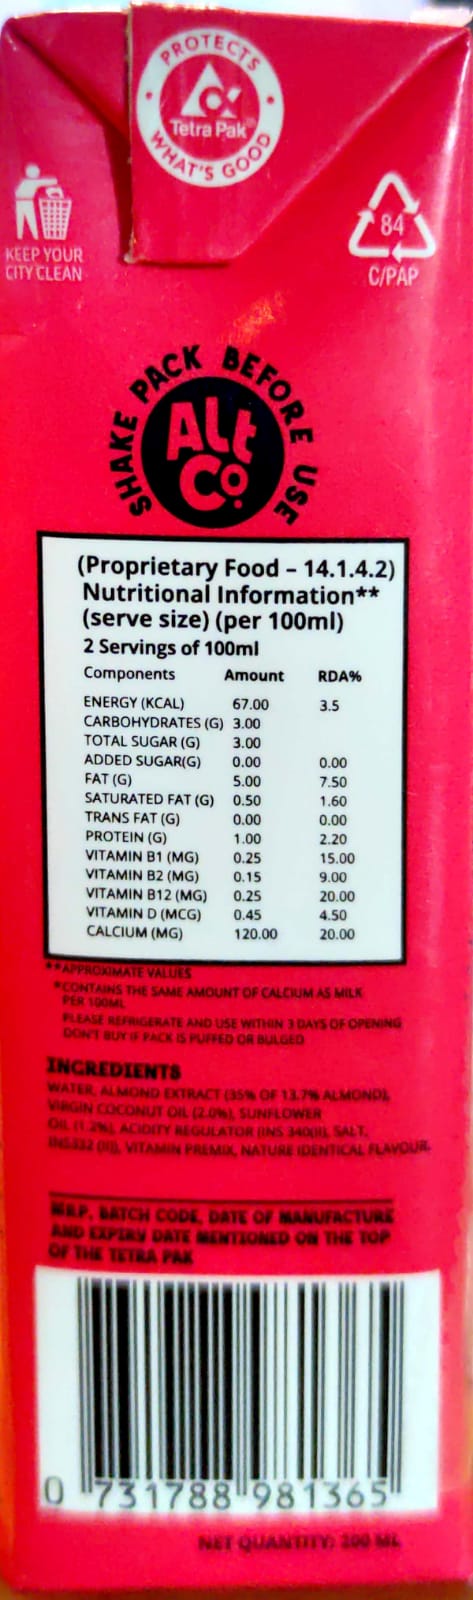 PROTECTS
Tetra Pak
WHAT'S GOOD
KEEP YOUR
CITY CLEAN
84
C/PAP
SHAKE PACK BEFORE USE
ALt
Co.
(Proprietary Food – 14.1.4.2)
Nutritional Information**
(serve size) (per 100ml)
2 Servings of 100ml
Components Amount RDA%
ENERGY (KCAL) 67.00 3.5
CARBOHYDRATES (G) 3.00
TOTAL SUGAR (G) 3.00
ADDED SUGAR(G) 0.00 0.00
FAT (G) 5.00 7.50
SATURATED FAT (G) 0.50 1.60
TRANS FAT (G) 0.00 0.00
PROTEIN (G) 1.00 2.20
VITAMIN B1 (MG) 0.25 15.00
VITAMIN B2 (MG) 0.15 9.00
VITAMIN B12 (MG) 0.25 20.00
VITAMIN D (MCG) 0.45 4.50
CALCIUM (MG) 120.00 20.00
**APPROXIMATE VALUES
*CONTAINS THE SAME AMOUNT OF CALCIUM AS MILK
PER 100ML
PLEASE REFRIGERATE AND USE WITHIN 3 DAYS OF OPENING
DON'T BUY IF PACK IS PUFFED OR BULGED
INGREDIENTS
WATER, ALMOND EXTRACT (35% OF 13.7% ALMOND),
VIRGIN COCONUT OIL (2.0%), SUNFLOWER
OIL (1.2%), ACIDITY REGULATOR (INS 340(II), SALT,
INS332 (II)), VITAMIN PREMIX, NATURE IDENTICAL FLAVOUR.
M.R.P. BATCH CODE, DATE OF MANUFACTURE
AND EXPIRY DATE MENTIONED ON THE TOP
OF THE TETRA PAK
0 731788 981365
NET QUANTITY: 200 ML